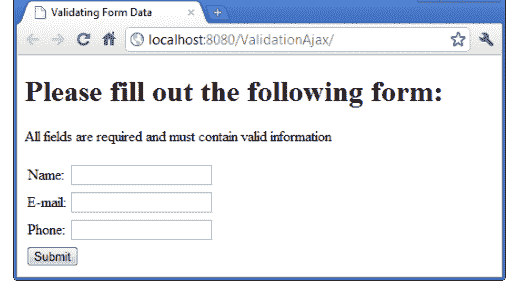 Validating Form Data
localhost:8080/ValidationAjax/
Please fill out the following form:
All fields are required and must contain valid information
Name:
E-mail:
Phone:
Submit